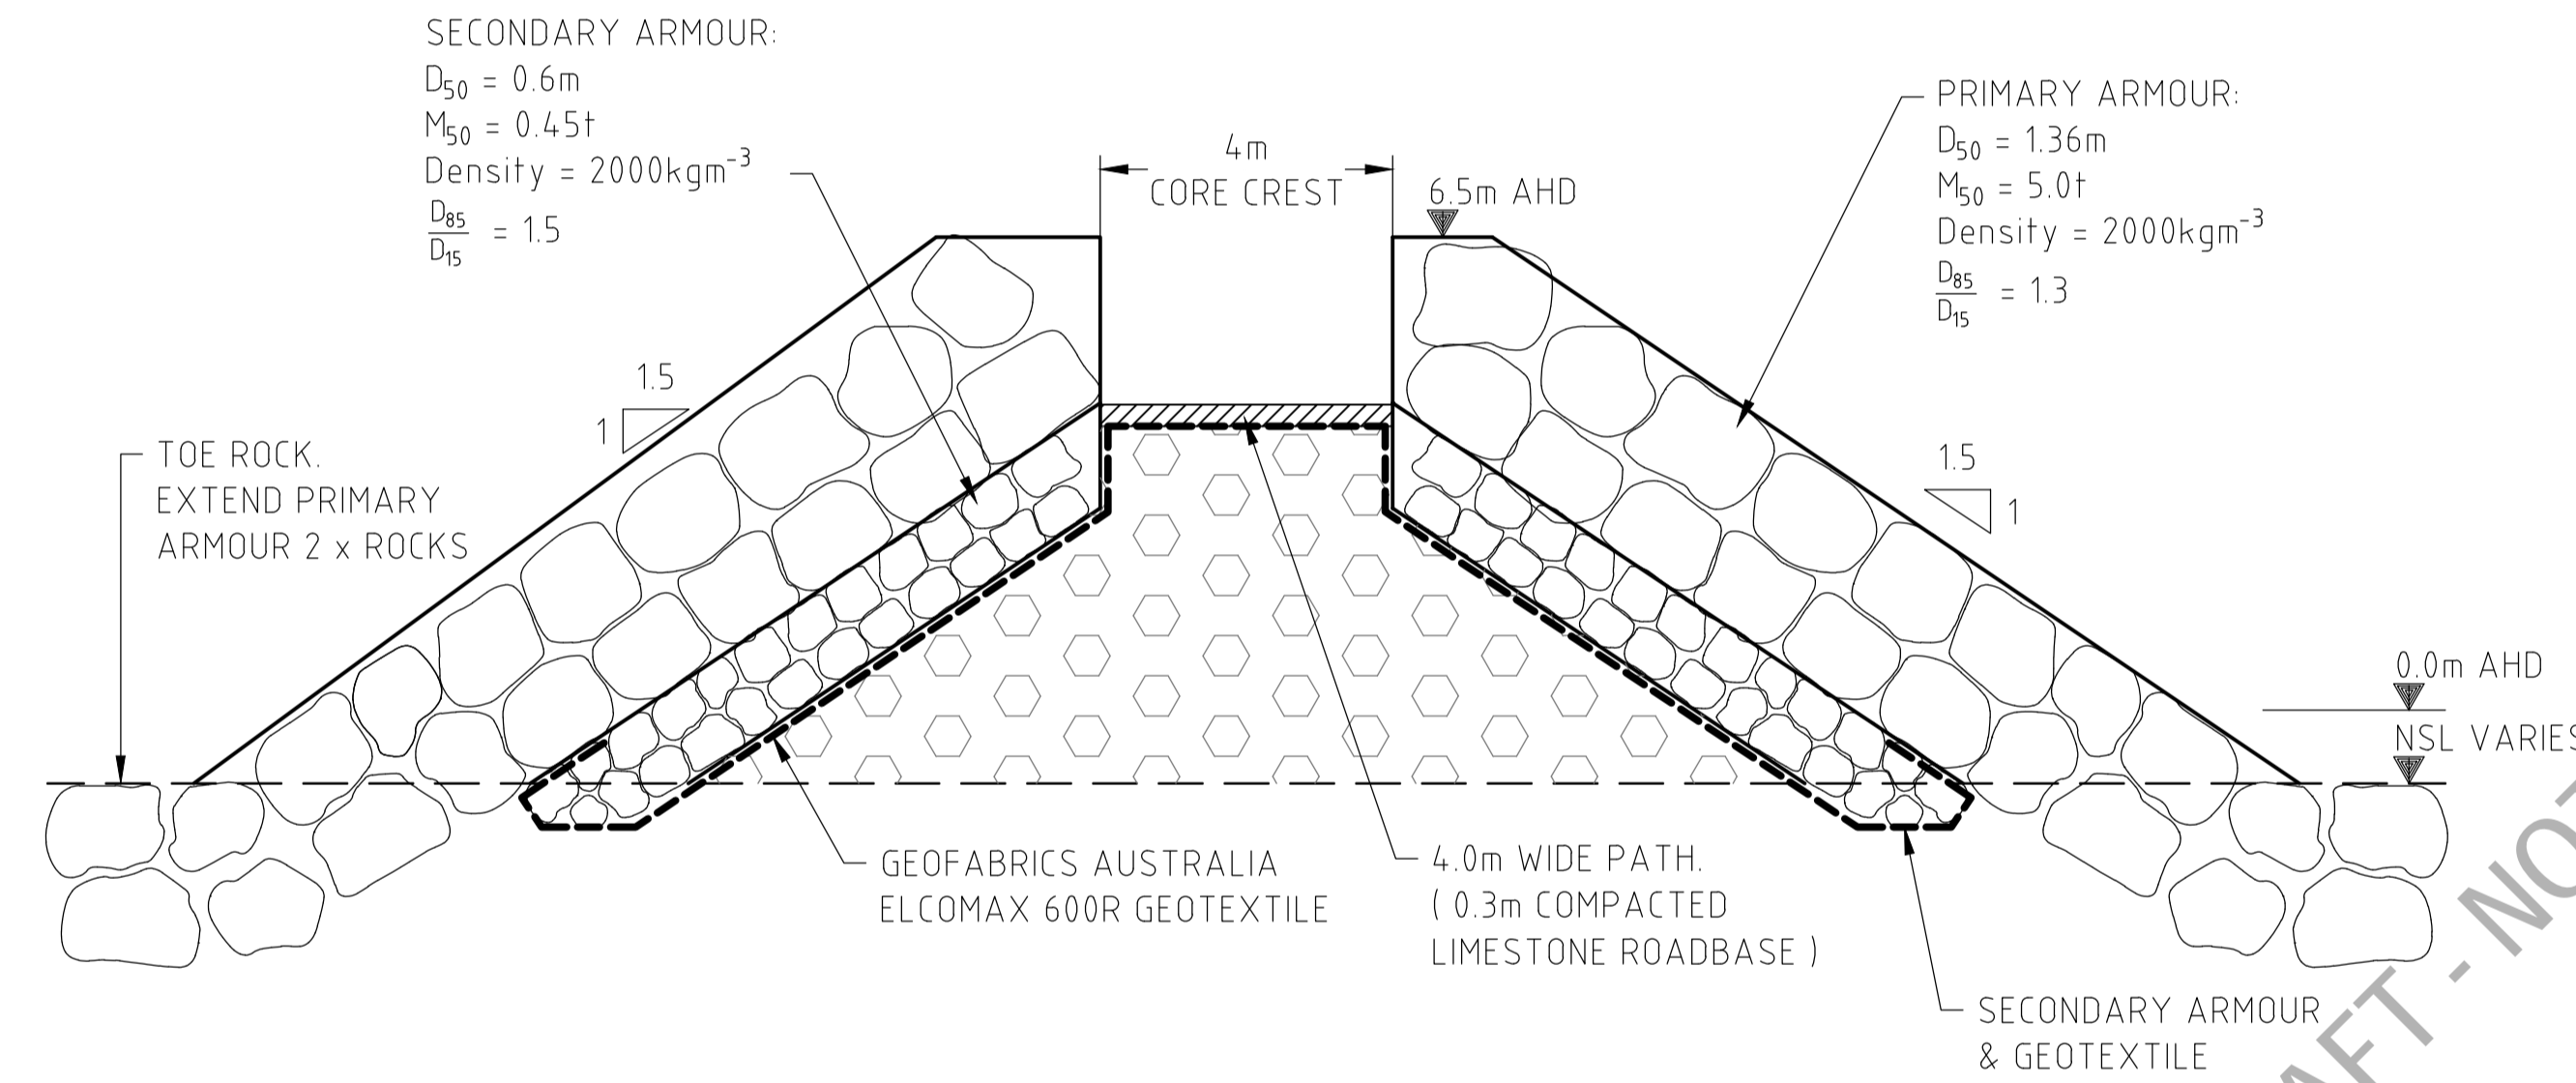 SECONDARY ARMOUR:
D50 = 0.6m
M50 = 0.45t
Density = 2000kgm-3
D85
D15
= 1.5
4m
CORE CREST
6.5m AHD
PRIMARY ARMOUR:
D50 = 1.36m
M50 = 5.0t
Density = 2000kgm-3
D85
D15
= 1.3
1.5
1
1.5
1
TOE ROCK.
EXTEND PRIMARY
ARMOUR 2 x ROCKS
0.0m AHD
NSL VARIES
GEOFABRICS AUSTRALIA
ELCOMAX 600R GEOTEXTILE
4.0m WIDE PATH.
( 0.3m COMPACTED
LIMESTONE ROADBASE )
SECONDARY ARMOUR
& GEOTEXTILE